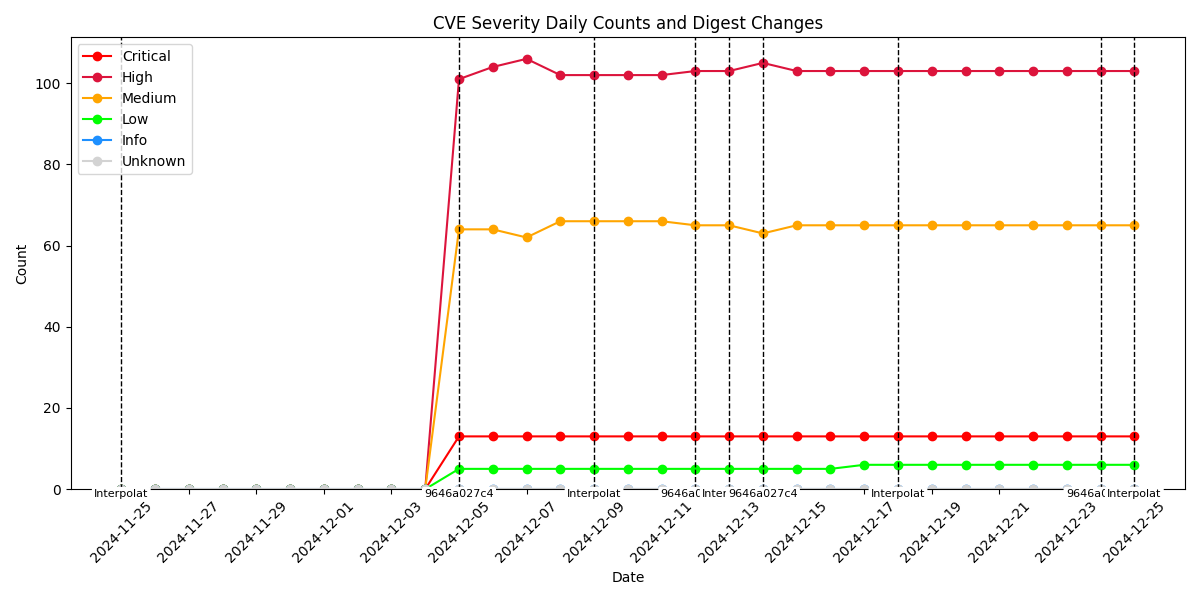 CVE Severity Daily Counts and Digest Changes
Critical
High
Medium
Low
Info
Unknown
Count
100
80
60
40
20
0
Interpolat
9646a027c4
Interpolat
9646a0
Inter
9646a027c4
Interpolat
9646a0
Interpolat
2024-11-25
2024-11-27
2024-11-29
2024-12-01
2024-12-03
2024-12-05
2024-12-07
2024-12-09
2024-12-11
2024-12-13
2024-12-15
2024-12-17
2024-12-19
2024-12-21
2024-12-23
2024-12-25
Date